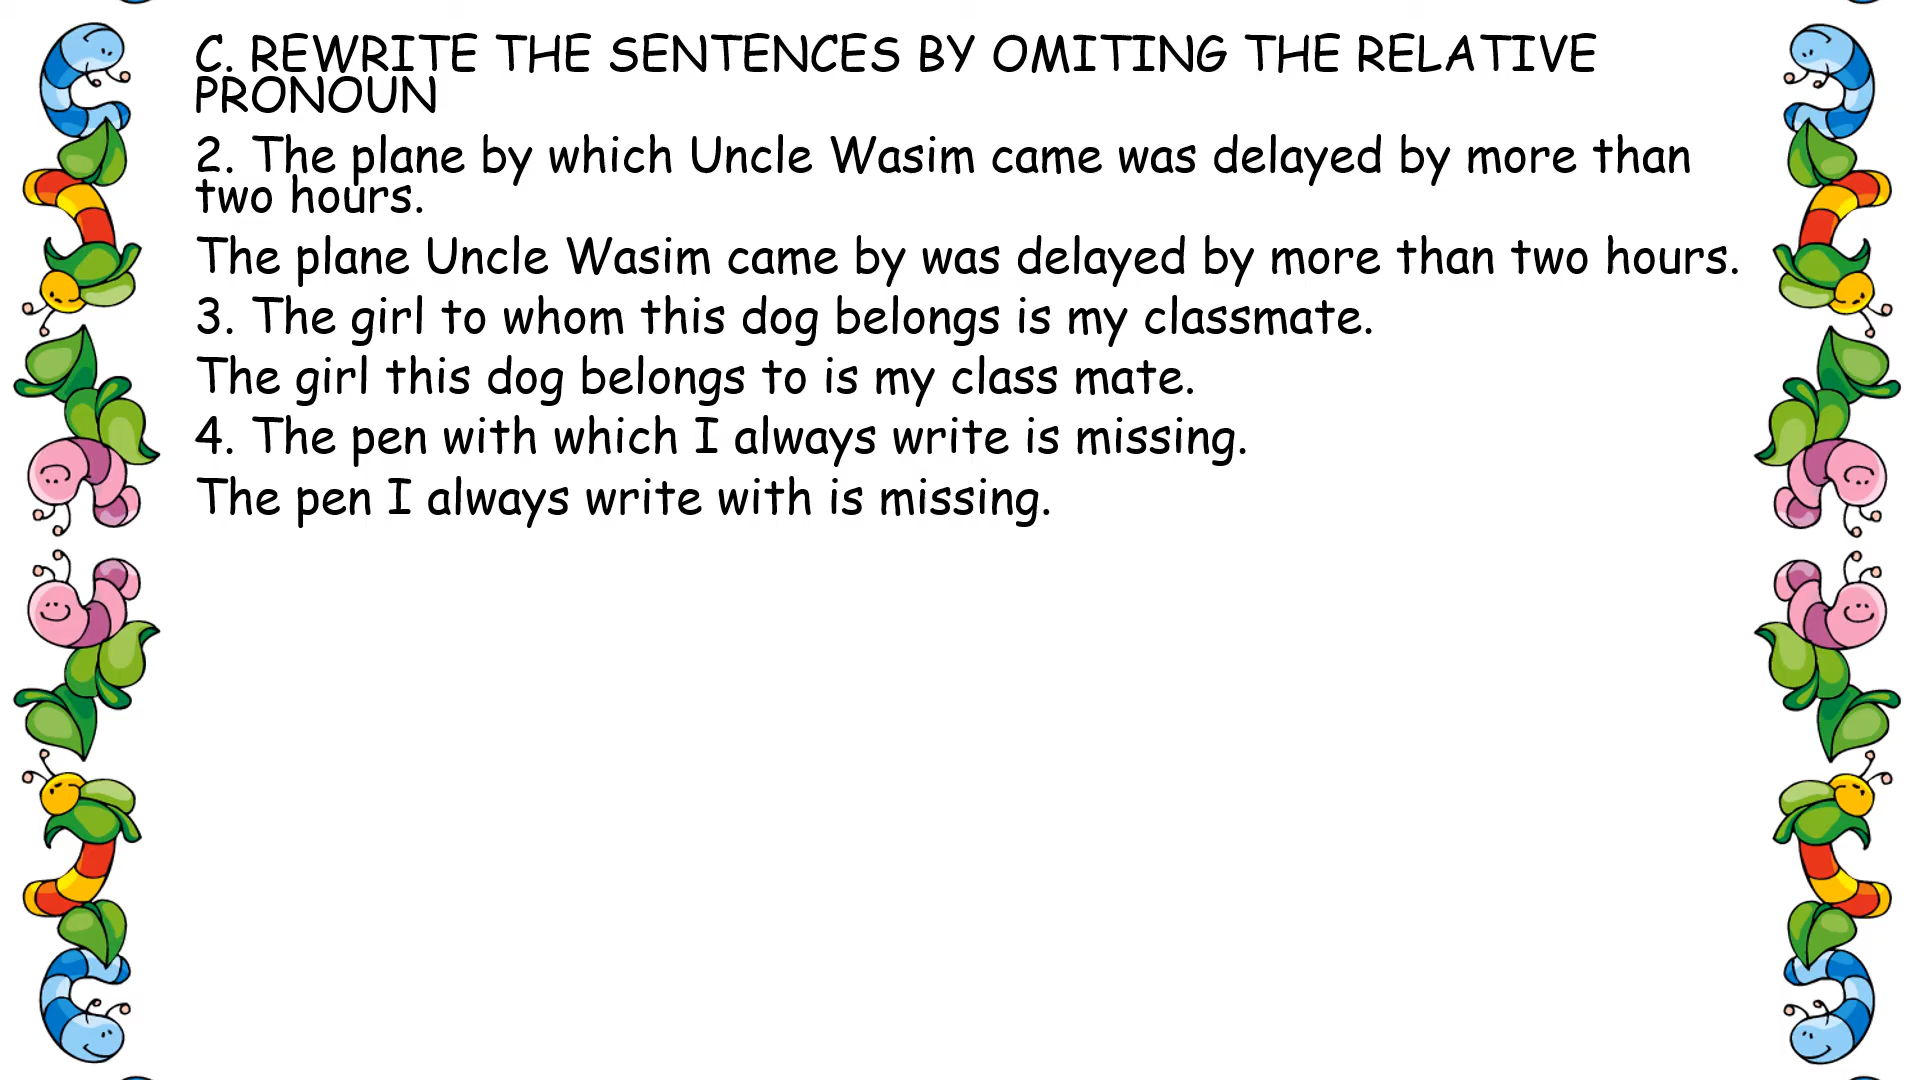 C. REWRITE THE SENTENCES BY OMITING THE RELATIVE
PRONOUN
2. The plane by which Uncle Wasim came was delayed by more than
two hours.
The plane Uncle Wasim came by was delayed by more than two hours.
3. The girl to whom this dog belongs is my classmate.
The girl this dog belongs to is my class mate.
4. The pen with which I always write is missing.
The pen I always write with is missing.